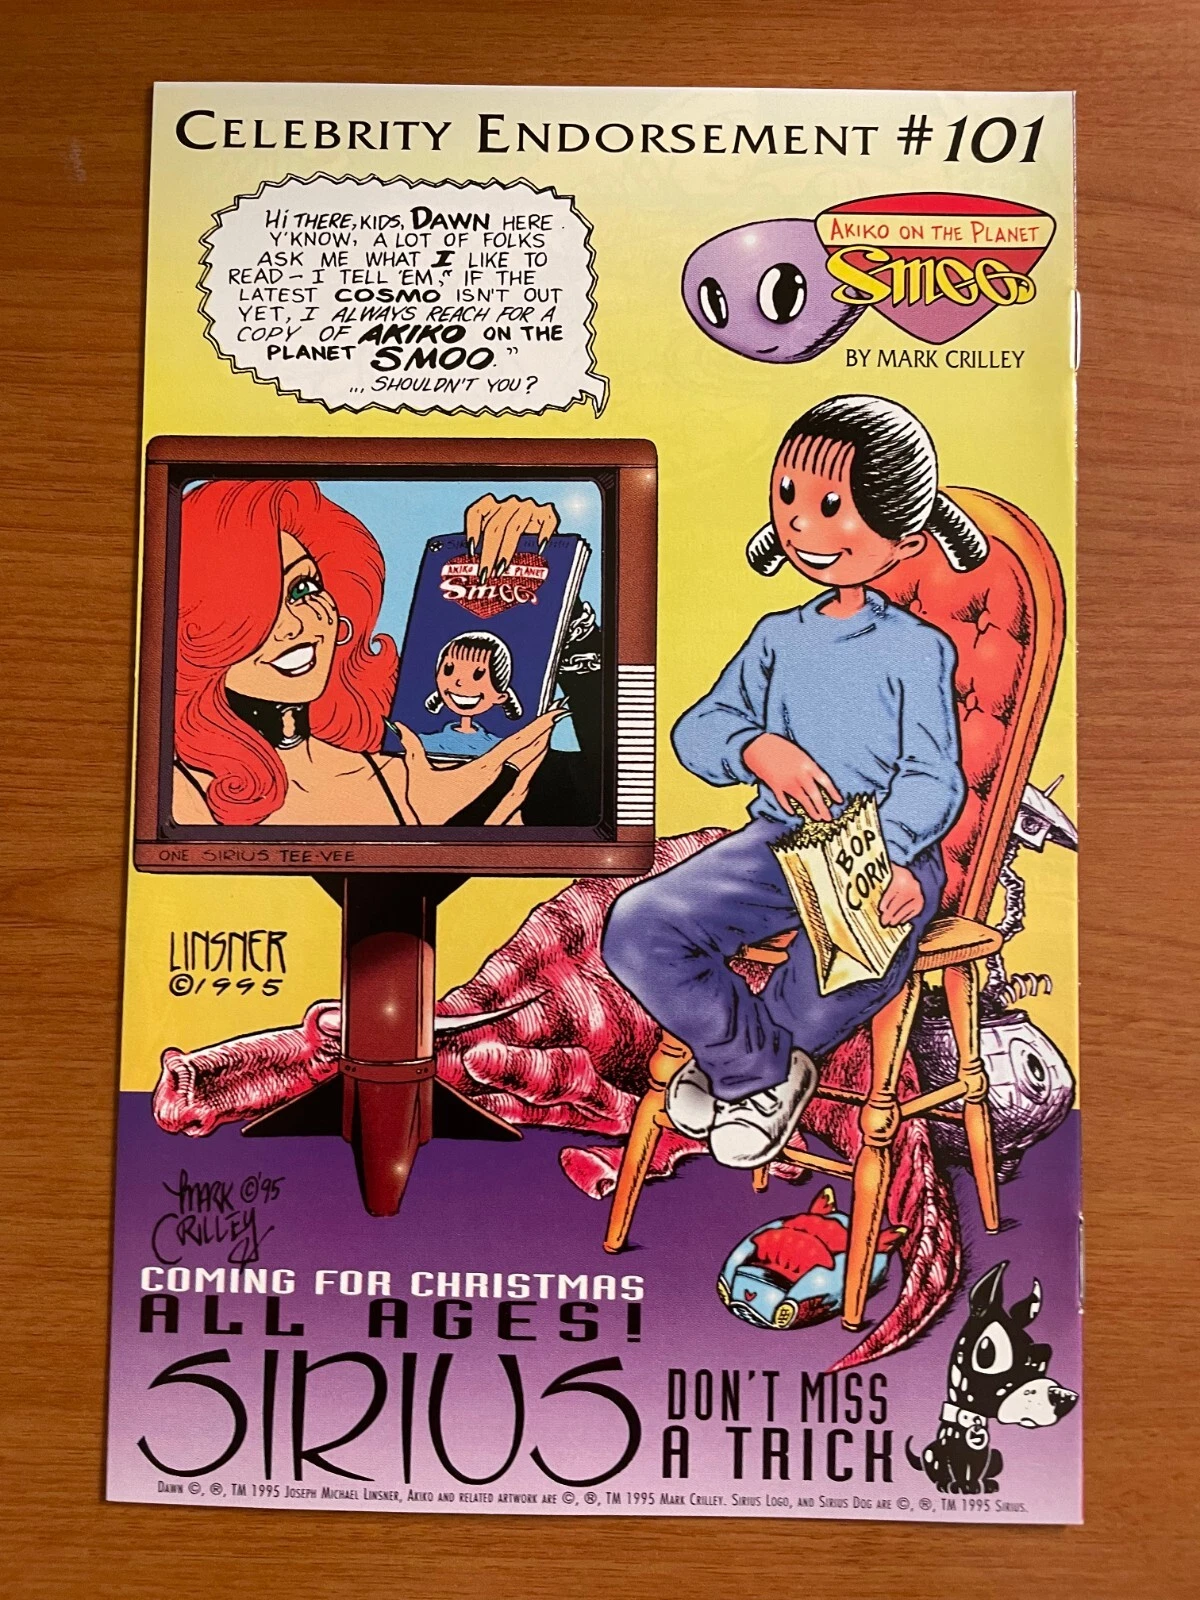 CELEBRITY ENDORSEMENT #101
HI THERE, KIDS, DAWN HERE.
Y'KNOW, A LOT OF FOLKS
ASK ME WHAT I LIKE TO
READ – I TELL 'EM, "IF THE
LATEST COSMO ISN'T OUT
YET, I ALWAYS REACH FOR A
COPY OF AKIKO ON THE
PLANET SMOO."
... SHOULDN'T YOU?
AKIKO ON THE PLANET
SMOO
BY MARK CRILLEY
AKIKO PLANET
SMOO
BOP
CORN
ONE SIRIUS TEE-VEE
LINSNER
©1995
MARK ©'95
CRILLEY
COMING FOR CHRISTMAS
ALL AGES!
SIRIUS
DON'T MISS
A TRICK
DAWN ©, ®, TM 1995 JOSEPH MICHAEL LINSNER, AKIKO AND RELATED ARTWORK ARE ©, ®, TM 1995 MARK CRILLEY. SIRIUS LOGO, AND SIRIUS DOG ARE ©, ®, TM 1995 SIRIUS.